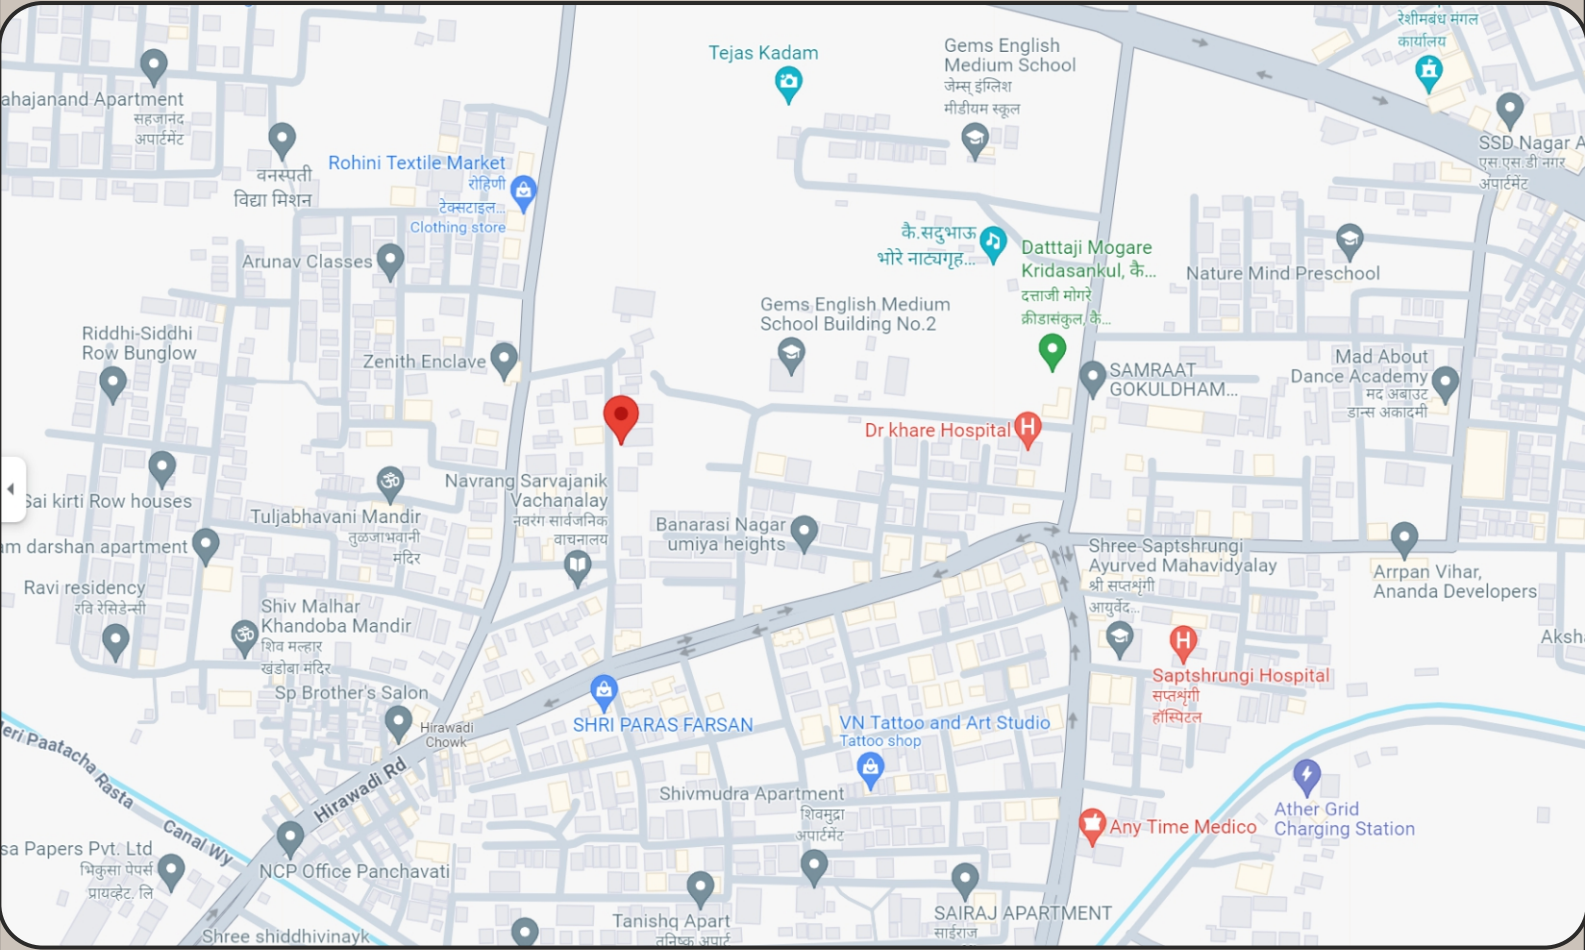 रेशीमबंध मंगल
कार्यालय
Tejas Kadam
Gems English
Medium School
जेम्स् इंग्लिश
मीडीयम स्कूल
ahajanand Apartment
सहजानंद
अपार्टमेंट
SSD Nagar A
एस एस.डी नगर
अपार्टमेंट
वनस्पती
विद्या मिशन
Rohini Textile Market
रोहिणी
टेक्सटाइल...
Clothing store
कै.सदुभाऊ
भोरे नाट्यगृह...
Datttaji Mogare
Kridasankul, कै...
दत्ताजी मोगरे
क्रीडासंकुल, कै...
Arunav Classes
Nature Mind Preschool
Gems English Medium
School Building No.2
Riddhi-Siddhi
Row Bunglow
Zenith Enclave
SAMRAAT
GOKULDHAM...
Mad About
Dance Academy
मद अबाउट
डान्स अकादमी
Dr khare Hospital
Sai kirti Row houses
Navrang Sarvajanik
Vachanalay
नवरंग सार्वजनिक
वाचनालय
Tuljabhavani Mandir
तुळजाभवानी
मंदिर
Banarasi Nagar
umiya heights
am darshan apartment
Shree Saptshrungi
Ayurved Mahavidyalay
श्री सप्तशृंगी
आयुर्वेद...
Arrpan Vihar,
Ananda Developers
Ravi residency
रवि रेसिडेन्सी
Shiv Malhar
Khandoba Mandir
शिव मल्हार
खंडोबा मंदिर
Aksh
Saptshrungi Hospital
सप्तशृंगी
हॉस्पिटल
Sp Brother's Salon
Hirawadi
Chowk
SHRI PARAS FARSAN
VN Tattoo and Art Studio
Tattoo shop
eri Paatacha Rasta
Hirawadi Rd
Canal Wy
Shivmudra Apartment
शिवमुद्रा
अपार्टमेंट
Any Time Medico
Ather Grid
Charging Station
sa Papers Pvt. Ltd
भिकुसा पेपर्स
प्रायव्हेट. लि
NCP Office Panchavati
Tanishq Apart
तनिष्क अपार्ट
SAIRAJ APARTMENT
साईराज
Shree shiddhivinayk